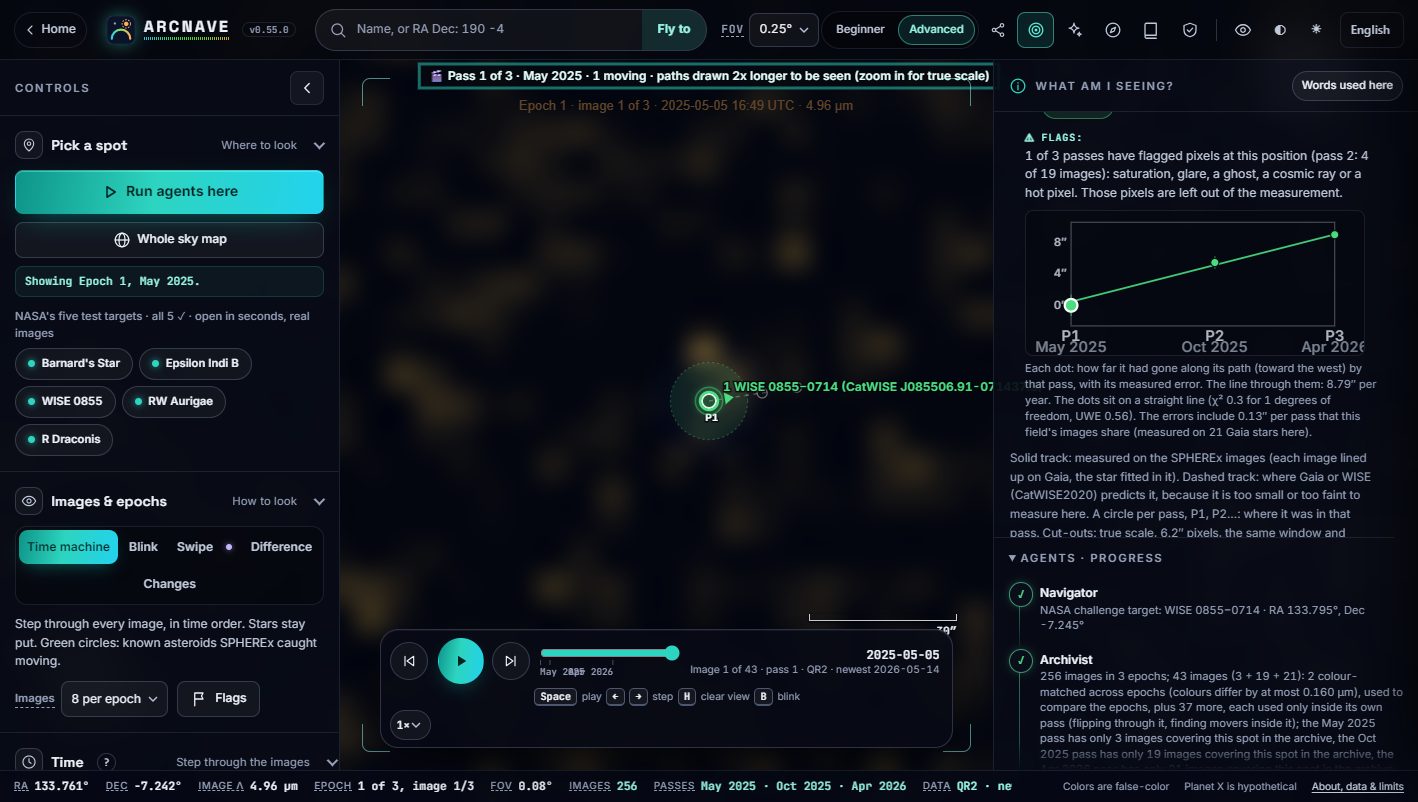 Home
ARCNAVE
v0.55.0
Name, or RA Dec: 190 -4
Fly to
FOV
0.25°
Beginner
Advanced
English
CONTROLS
Pick a spot
Where to look
Run agents here
Whole sky map
Showing Epoch 1, May 2025.
NASA's five test targets · all 5 ✓ · open in seconds, real
images
Barnard's Star
Epsilon Indi B
WISE 0855
RW Aurigae
R Draconis
Images & epochs
How to look
Time machine
Blink
Swipe
Difference
Changes
Step through every image, in time order. Stars stay
put. Green circles: known asteroids SPHEREx caught
moving.
Images
8 per epoch
Flags
Time
?
Step through the images
Pass 1 of 3 · May 2025 · 1 moving · paths drawn 2x longer to be seen (zoom in for true scale)
Epoch 1 · image 1 of 3 · 2025-05-05 16:49 UTC · 4.96 µm
1 WISE 0855−0714 (CatWISE J085506.91-071437
P1
2025-05-05
Image 1 of 43 · pass 1 · QR2 · newest 2026-05-14
May 2025
Apr 2026
Space play ← → step H clear view B blink
1×
WHAT AM I SEEING?
Words used here
FLAGS:
1 of 3 passes have flagged pixels at this position (pass 2: 4
of 19 images): saturation, glare, a ghost, a cosmic ray or a
hot pixel. Those pixels are left out of the measurement.
8″
4″
0″
P1
P2
P3
May 2025
Oct 2025
Apr 2026
Each dot: how far it had gone along its path (toward the west) by
that pass, with its measured error. The line through them: 8.79″ per
year. The dots sit on a straight line (χ² 0.3 for 1 degrees of
freedom, UWE 0.56). The errors include 0.13″ per pass that this
field's images share (measured on 21 Gaia stars here).
Solid track: measured on the SPHEREx images (each image lined
up on Gaia, the star fitted in it). Dashed track: where Gaia or WISE
(CatWISE2020) predicts it, because it is too small or too faint to
measure here. A circle per pass, P1, P2...: where it was in that
pass. Cut-outs: true scale, 6.2″ pixels, the same window and
AGENTS · PROGRESS
Navigator
NASA challenge target: WISE 0855−0714 · RA 133.795°, Dec
-7.245°
Archivist
256 images in 3 epochs; 43 images (3 + 19 + 21): 2 colour-
matched across epochs (colours differ by at most 0.160 µm), used to
compare the epochs, plus 37 more, each used only inside its own
pass (flipping through it, finding movers inside it); the May 2025
pass has only 3 images covering this spot in the archive, the Oct
2025 pass has only 19 images covering this spot in the archive, the
RA 133.761°
DEC -7.242°
IMAGE Λ 4.96 µm
EPOCH 1 of 3, image 1/3
FOV 0.08°
IMAGES 256
PASSES May 2025 · Oct 2025 · Apr 2026
DATA QR2 · ne
Colors are false-color
Planet X is hypothetical
About, data & limits